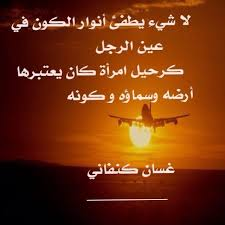 لا شيء يطفئ أنوار الكون في
عين الرجل
كرحيل امرأة كان يعتبرها
أرضه وسماؤه و كونه
غسان كنفاني